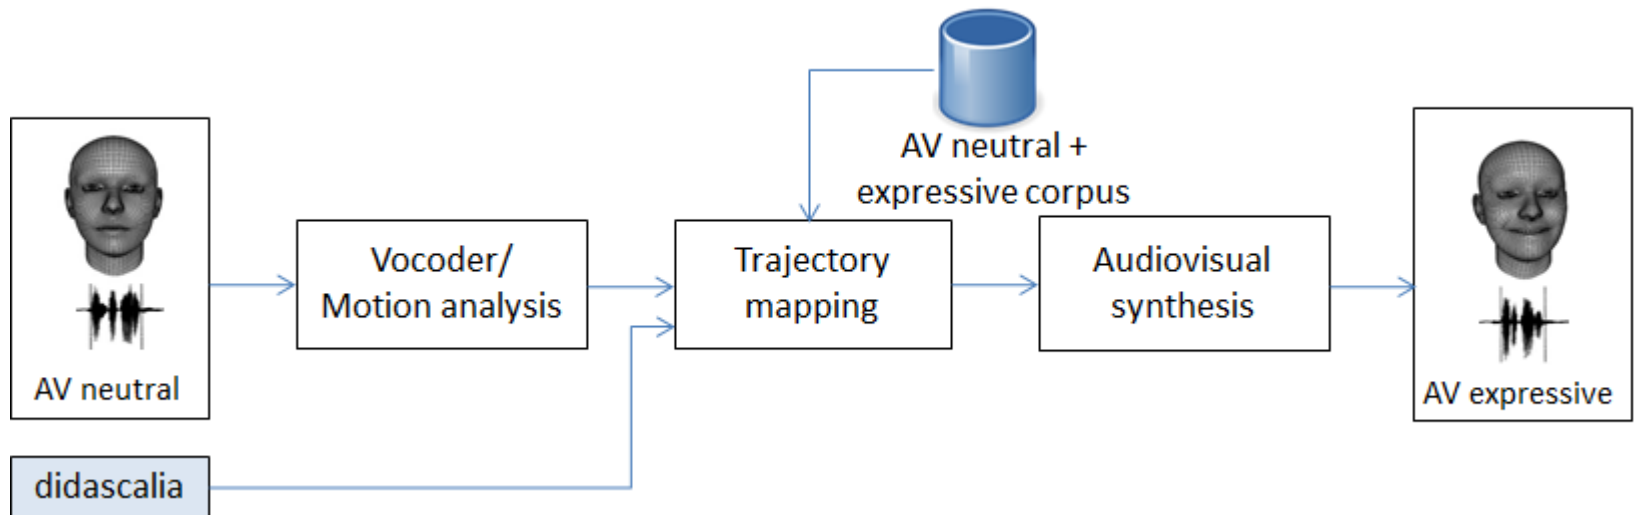 AV neutral +
expressive corpus
AV neutral
Vocoder/
Motion analysis
Trajectory
mapping
Audiovisual
synthesis
AV expressive
didascalia